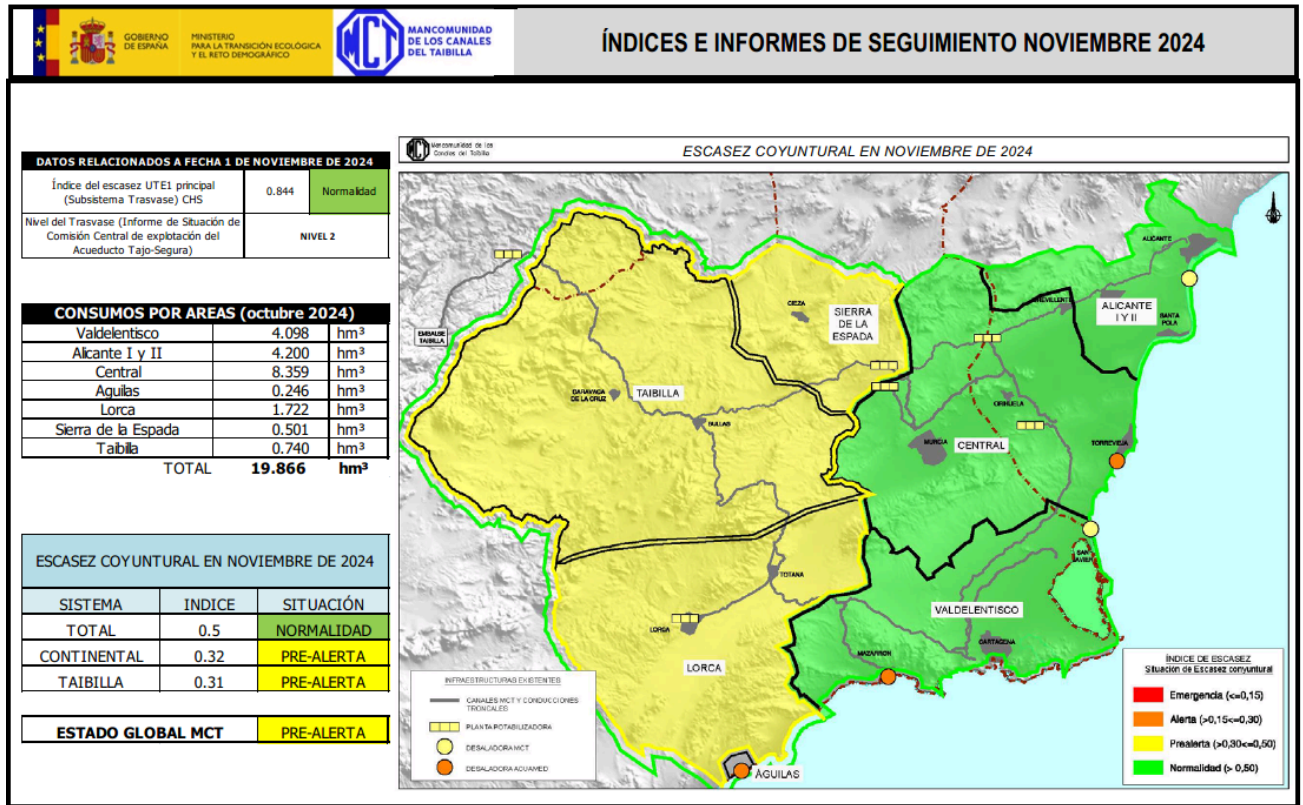 GOBIERNO
DE ESPAÑA
MINISTERIO
PARA LA TRANSICIÓN ECOLÓGICA
Y EL RETO DEMOGRÁFICO
MCT
MANCOMUNIDAD
DE LOS CANALES
DEL TAIBILLA
ÍNDICES E INFORMES DE SEGUIMIENTO NOVIEMBRE 2024
DATOS RELACIONADOS A FECHA 1 DE NOVIEMBRE DE 2024
Índice del escasez UTE1 principal
(Subsistema Trasvase) CHS
0.844
Normalidad
Nivel del Trasvase (Informe de Situación de
Comisión Central de explotación del
Acueducto Tajo-Segura)
NIVEL 2
CONSUMOS POR AREAS (octubre 2024)
Valdelentisco 4.098 hm³
Alicante I y II 4.200 hm³
Central 8.359 hm³
Aguilas 0.246 hm³
Lorca 1.722 hm³
Sierra de la Espada 0.501 hm³
Taibilla 0.740 hm³
TOTAL 19.866 hm³
ESCASEZ COYUNTURAL EN NOVIEMBRE DE 2024
SISTEMA INDICE SITUACIÓN
TOTAL 0.5 NORMALIDAD
CONTINENTAL 0.32 PRE-ALERTA
TAIBILLA 0.31 PRE-ALERTA
ESTADO GLOBAL MCT PRE-ALERTA
Mancomunidad de los
Canales del Taibilla
ESCASEZ COYUNTURAL EN NOVIEMBRE DE 2024
ALICANTE
ALICANTE
I Y II
SANTA
POLA
CREVILLENTE
CIEZA
SIERRA
DE LA
ESPADA
EMBALSE
TAIBILLA
CARAVACA
DE LA CRUZ
TAIBILLA
BULLAS
ORIHUELA
MURCIA
CENTRAL
TORREVIEJA
SAN
JAVIER
TOTANA
VALDELENTISCO
LORCA
CARTAGENA
MAZARRÓN
LORCA
ÁGUILAS
INFRAESTRUCTURAS EXISTENTES
CANALES MCT Y CONDUCCIONES
TRONCALES
PLANTA POTABILIZADORA
DESALADORA MCT
DESALADORA ACUAMED
ÍNDICE DE ESCASEZ
Situación de Escasez conyuntural
Emergencia (<=0,15)
Alerta (>0,15<=0,30)
Prealerta (>0,30<=0,50)
Normalidad (> 0,50)